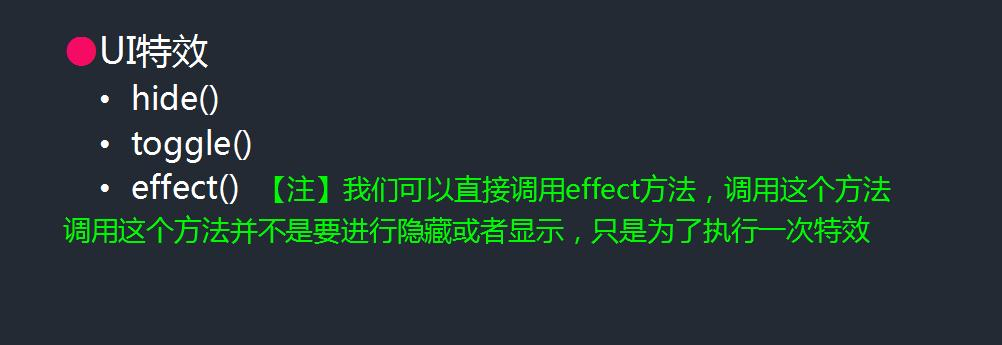 ●UI特效
• hide()
• toggle()
• effect() 【注】我们可以直接调用effect方法，调用这个方法
调用这个方法并不是要进行隐藏或者显示，只是为了执行一次特效